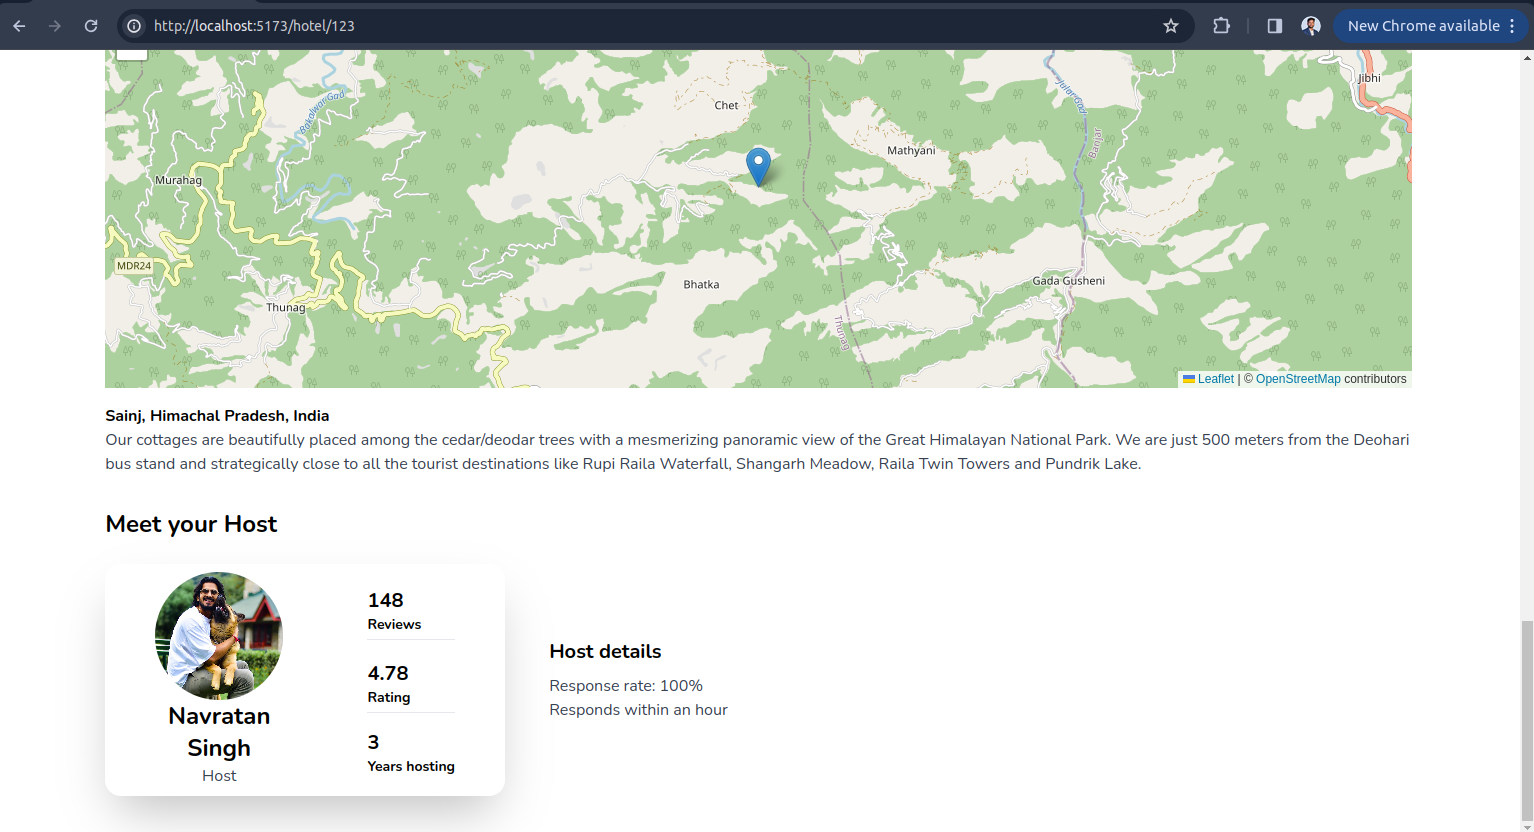 http://localhost:5173/hotel/123
New Chrome available
Jibhi
Chet
Bakalwar Gad
Jalar Gad
Banjar
Mathyani
Murahag
MDR24
Bhatka
Gada Gusheni
Thunag
Thunag
Leaflet | © OpenStreetMap contributors
Sainj, Himachal Pradesh, India
Our cottages are beautifully placed among the cedar/deodar trees with a mesmerizing panoramic view of the Great Himalayan National Park. We are just 500 meters from the Deohari
bus stand and strategically close to all the tourist destinations like Rupi Raila Waterfall, Shangarh Meadow, Raila Twin Towers and Pundrik Lake.
Meet your Host
148
Reviews
4.78
Rating
3
Years hosting
Navratan
Singh
Host
Host details
Response rate: 100%
Responds within an hour